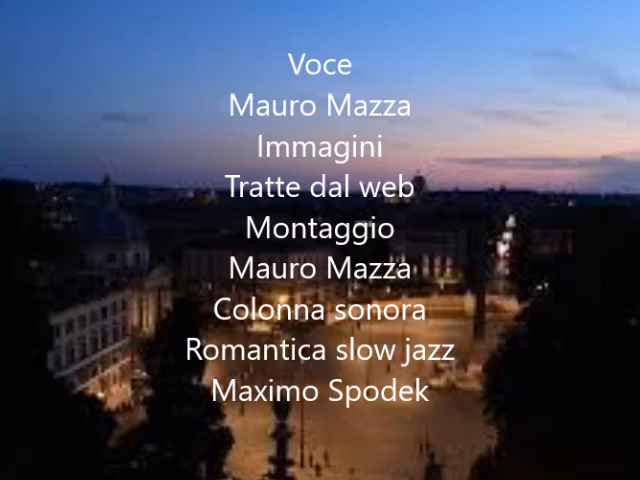 Voce
Mauro Mazza
Immagini
Tratte dal web
Montaggio
Mauro Mazza
Colonna sonora
Romantica slow jazz
Maximo Spodek